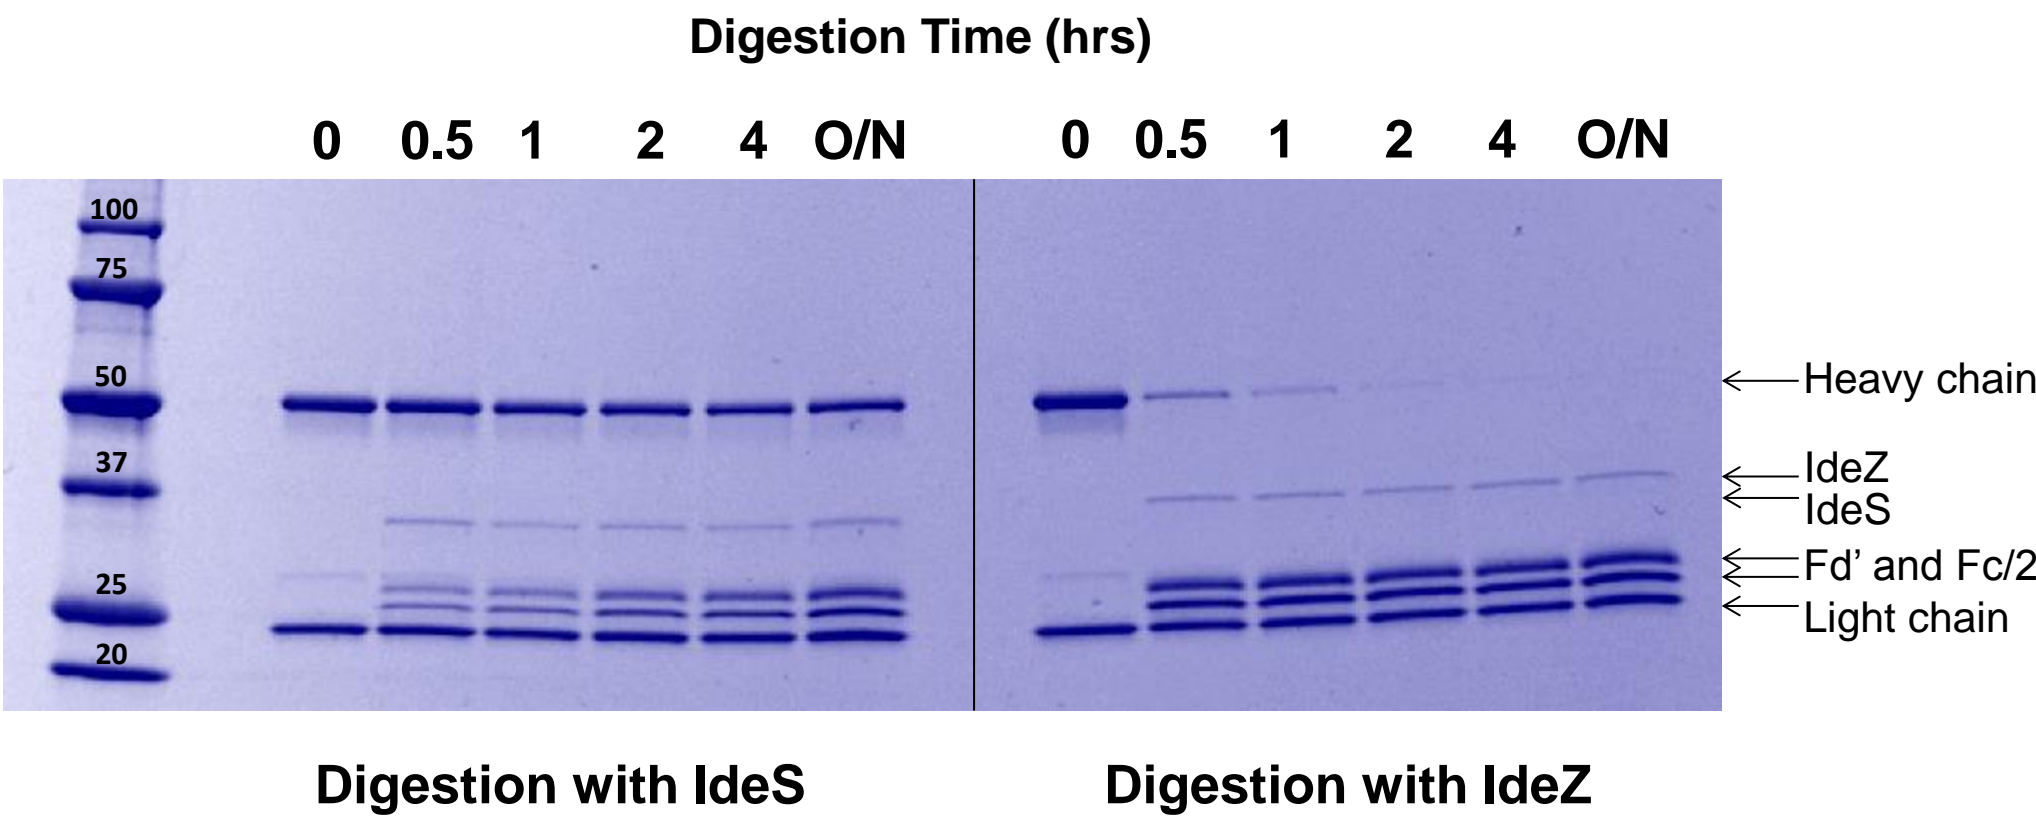 Digestion Time (hrs)
0 0.5 1 2 4 O/N 0 0.5 1 2 4 O/N
100
75
50
37
25
20
Heavy chain
IdeZ
IdeS
Fd’ and Fc/2
Light chain
Digestion with IdeS Digestion with IdeZ